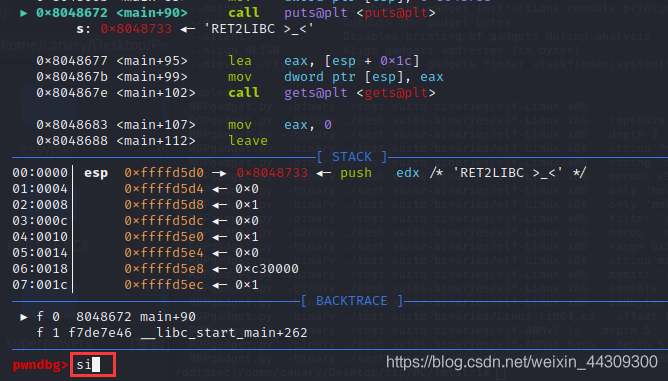 ► 0×8048672 <main+90> call puts@plt <puts@plt>
s: 0×8048733 ◂— 'RET2LIBC >_<'
0×8048677 <main+95> lea eax, [esp + 0×1c]
0×804867b <main+99> mov dword ptr [esp], eax
0×804867e <main+102> call gets@plt <gets@plt>
0×8048683 <main+107> mov eax, 0
0×8048688 <main+112> leave
[ STACK ]
00:0000│ esp 0×ffffd5d0 —▸ 0×8048733 ◂— push edx /* 'RET2LIBC >_<' */
01:0004│ 0×ffffd5d4 ◂— 0×0
02:0008│ 0×ffffd5d8 ◂— 0×1
03:000c│ 0×ffffd5dc ◂— 0×0
04:0010│ 0×ffffd5e0 ◂— 0×1
05:0014│ 0×ffffd5e4 ◂— 0×0
06:0018│ 0×ffffd5e8 ◂— 0×c30000
07:001c│ 0×ffffd5ec ◂— 0×1
[ BACKTRACE ]
► f 0 8048672 main+90
f 1 f7de7e46 __libc_start_main+262
pwndbg> si
https://blog.csdn.net/weixin_44309300